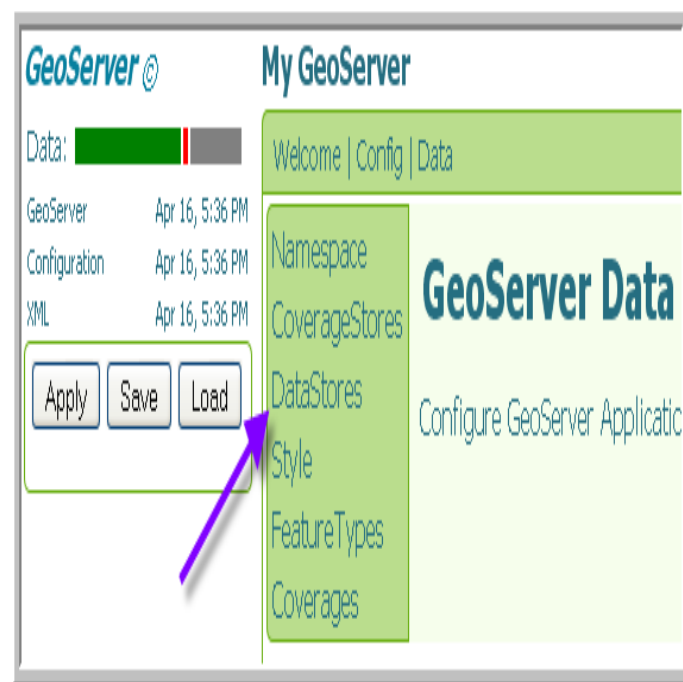 GeoServer ©
Data:
GeoServer Apr 16, 5:36 PM
Configuration Apr 16, 5:36 PM
XML Apr 16, 5:36 PM
Apply Save Load
My GeoServer
Welcome | Config | Data
Namespace
CoverageStores
DataStores
Style
FeatureTypes
Coverages
GeoServer Data
Configure GeoServer Applicatic